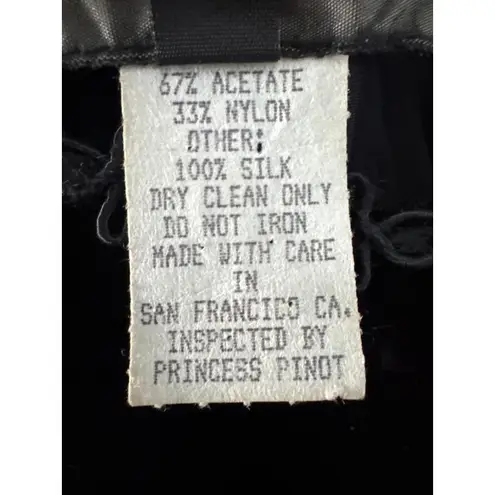 67% ACETATE
33% NYLON
OTHER:
100% SILK
DRY CLEAN ONLY
DO NOT IRON
MADE WITH CARE
IN
SAN FRANCICO CA.
INSPECTED BY
PRINCESS PINOT